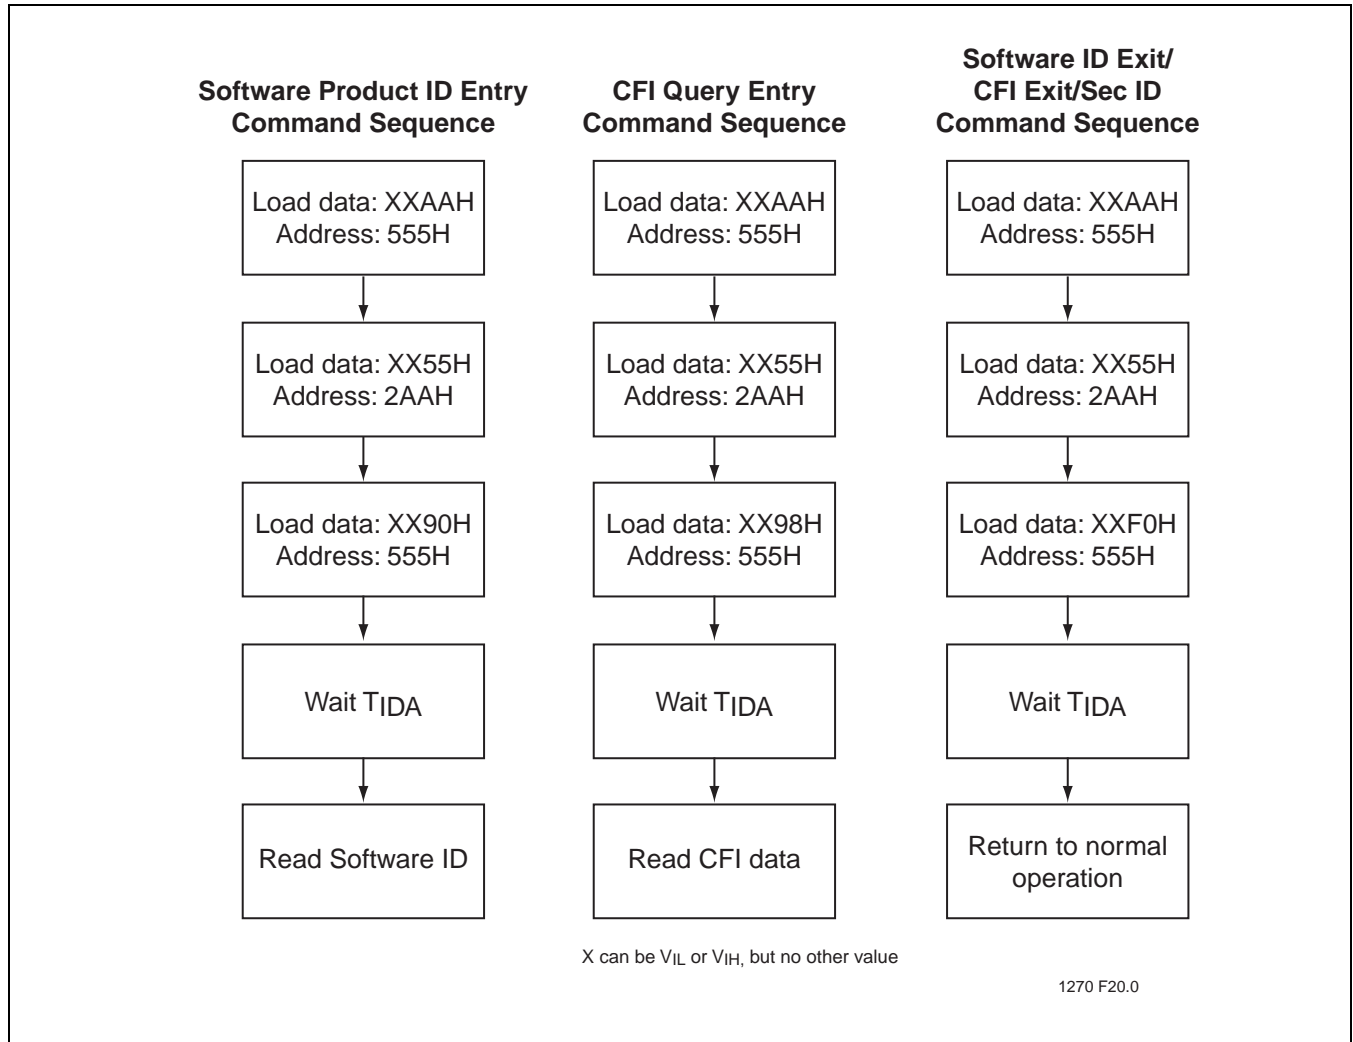 Software Product ID Entry
Command Sequence
Load data: XXAAH
Address: 555H
Load data: XX55H
Address: 2AAH
Load data: XX90H
Address: 555H
Wait TIDA
Read Software ID
CFI Query Entry
Command Sequence
Load data: XXAAH
Address: 555H
Load data: XX55H
Address: 2AAH
Load data: XX98H
Address: 555H
Wait TIDA
Read CFI data
Software ID Exit/
CFI Exit/Sec ID
Command Sequence
Load data: XXAAH
Address: 555H
Load data: XX55H
Address: 2AAH
Load data: XXF0H
Address: 555H
Wait TIDA
Return to normal
operation
X can be VIL or VIH, but no other value
1270 F20.0